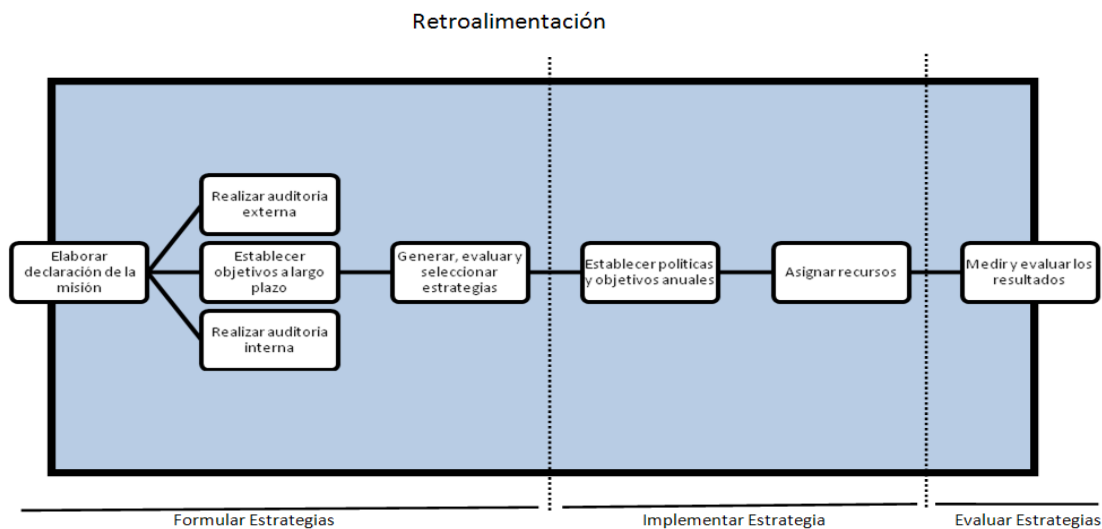 Retroalimentación
Realizar auditoria
externa
Elaborar
declaración de la
misión
Establecer
objetivos a largo
plazo
Generar, evaluar y
seleccionar
estrategias
Establecer políticas
y objetivos anuales
Asignar recursos
Medir y evaluar los
resultados
Realizar auditoria
interna
Formular Estrategias
Implementar Estrategia
Evaluar Estrategias